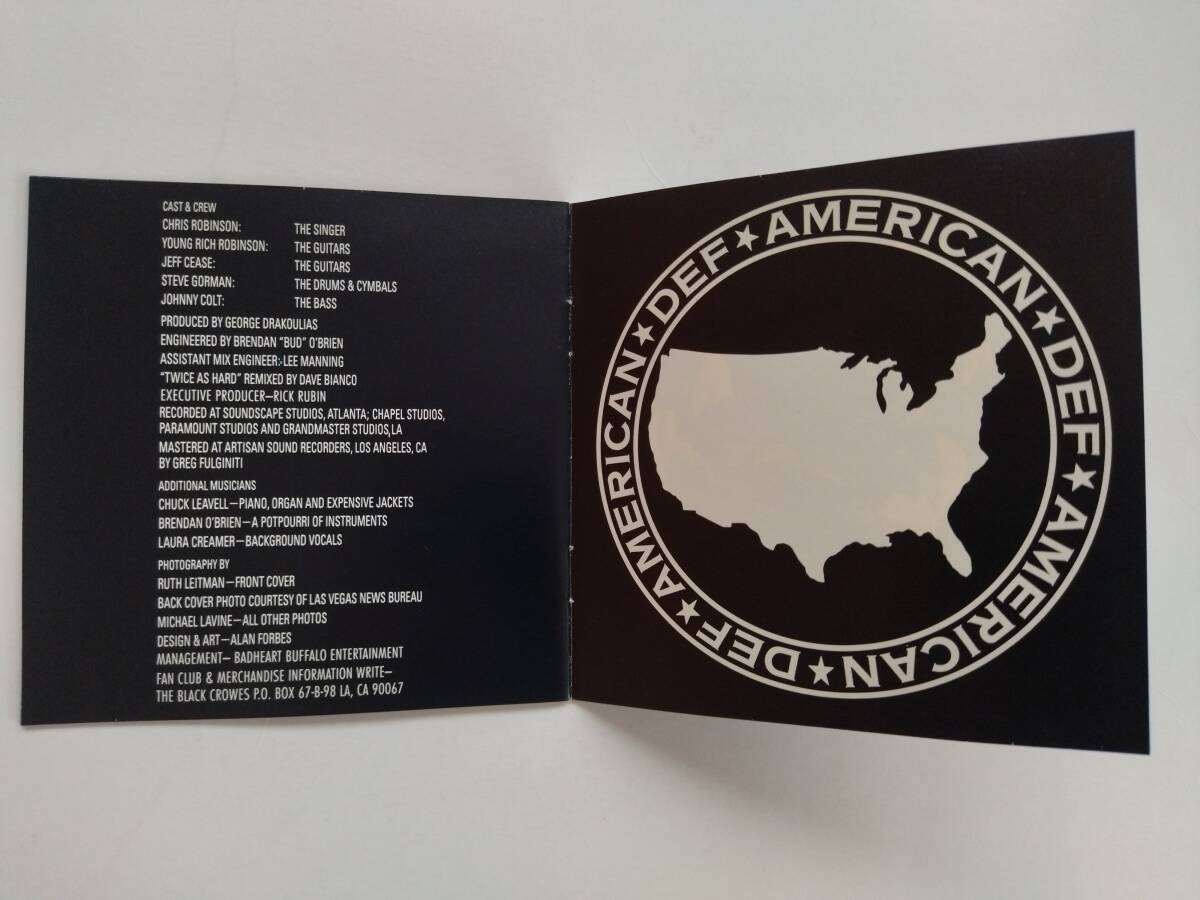 CAST & CREW
CHRIS ROBINSON: THE SINGER
YOUNG RICH ROBINSON: THE GUITARS
JEFF CEASE: THE GUITARS
STEVE GORMAN: THE DRUMS & CYMBALS
JOHNNY COLT: THE BASS
PRODUCED BY GEORGE DRAKOULIAS
ENGINEERED BY BRENDAN "BUD" O'BRIEN
ASSISTANT MIX ENGINEER: LEE MANNING
"TWICE AS HARD" REMIXED BY DAVE BIANCO
EXECUTIVE PRODUCER—RICK RUBIN
RECORDED AT SOUNDSCAPE STUDIOS, ATLANTA; CHAPEL STUDIOS,
PARAMOUNT STUDIOS AND GRANDMASTER STUDIOS, LA
MASTERED AT ARTISAN SOUND RECORDERS, LOS ANGELES, CA
BY GREG FULGINITI
ADDITIONAL MUSICIANS
CHUCK LEAVELL—PIANO, ORGAN AND EXPENSIVE JACKETS
BRENDAN O'BRIEN—A POTPOURRI OF INSTRUMENTS
LAURA CREAMER—BACKGROUND VOCALS
PHOTOGRAPHY BY
RUTH LEITMAN—FRONT COVER
BACK COVER PHOTO COURTESY OF LAS VEGAS NEWS BUREAU
MICHAEL LAVINE—ALL OTHER PHOTOS
DESIGN & ART—ALAN FORBES
MANAGEMENT— BADHEART BUFFALO ENTERTAINMENT
FAN CLUB & MERCHANDISE INFORMATION WRITE—
THE BLACK CROWES P.O. BOX 67-B-98 LA, CA 90067
DEF★AMERICAN★DEF★AMERICAN★DEF★AMERICAN★